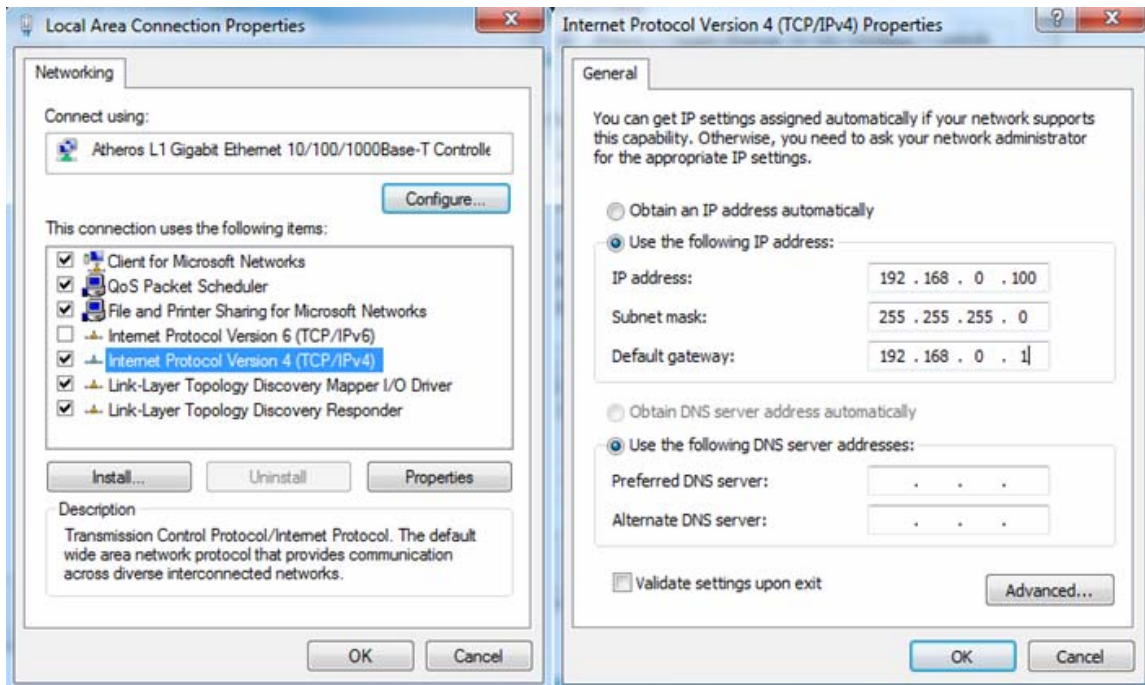 Local Area Connection Properties
Networking
Connect using:
Atheros L1 Gigabit Ethernet 10/100/1000Base-T Controlle
Configure...
This connection uses the following items:
Client for Microsoft Networks
QoS Packet Scheduler
File and Printer Sharing for Microsoft Networks
Internet Protocol Version 6 (TCP/IPv6)
Internet Protocol Version 4 (TCP/IPv4)
Link-Layer Topology Discovery Mapper I/O Driver
Link-Layer Topology Discovery Responder
Install...
Uninstall
Properties
Description
Transmission Control Protocol/Internet Protocol. The default
wide area network protocol that provides communication
across diverse interconnected networks.
OK
Cancel
Internet Protocol Version 4 (TCP/IPv4) Properties
General
You can get IP settings assigned automatically if your network supports
this capability. Otherwise, you need to ask your network administrator
for the appropriate IP settings.
Obtain an IP address automatically
Use the following IP address:
IP address: 192 . 168 . 0 . 100
Subnet mask: 255 . 255 . 255 . 0
Default gateway: 192 . 168 . 0 . 1
Obtain DNS server address automatically
Use the following DNS server addresses:
Preferred DNS server: . . .
Alternate DNS server: . . .
Validate settings upon exit
Advanced...
OK
Cancel